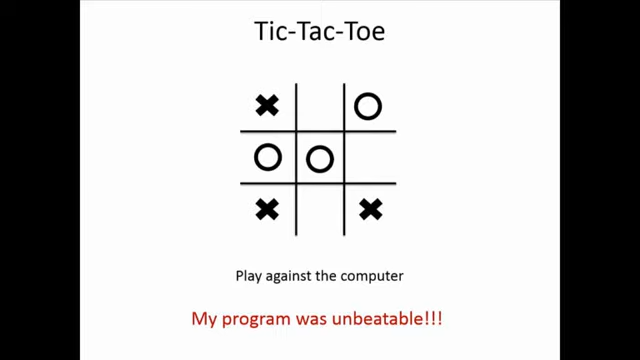 Tic-Tac-Toe
Play against the computer
My program was unbeatable!!!